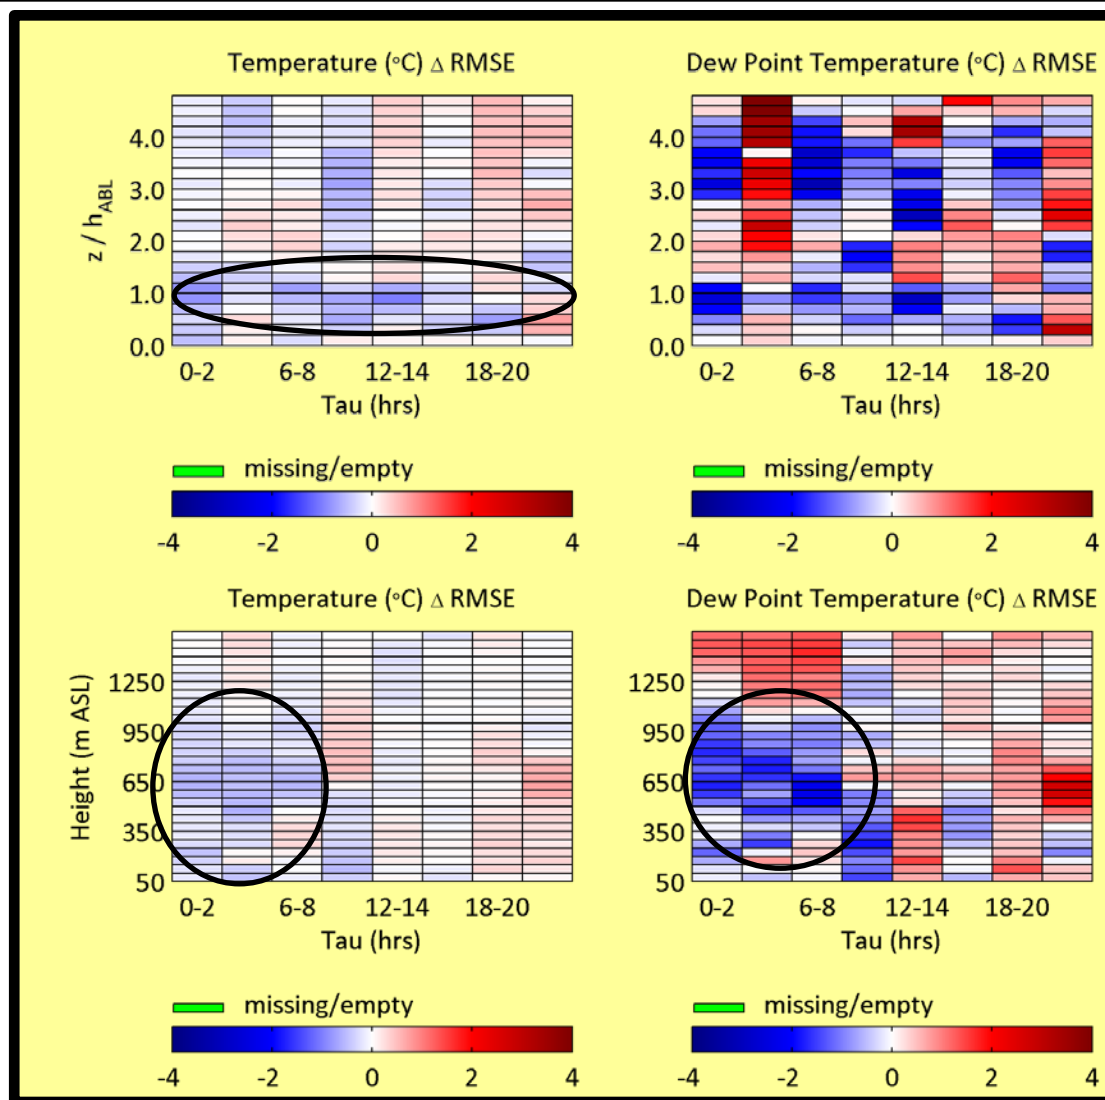 Temperature (°C) Δ RMSE
Dew Point Temperature (°C) Δ RMSE
z / hABL
4.0
3.0
2.0
1.0
0.0
0-2 6-8 12-14 18-20
Tau (hrs)
4.0
3.0
2.0
1.0
0.0
0-2 6-8 12-14 18-20
Tau (hrs)
missing/empty
-4 -2 0 2 4
missing/empty
-4 -2 0 2 4
Temperature (°C) Δ RMSE
Dew Point Temperature (°C) Δ RMSE
Height (m ASL)
1250
950
650
350
50
0-2 6-8 12-14 18-20
Tau (hrs)
1250
950
650
350
50
0-2 6-8 12-14 18-20
Tau (hrs)
missing/empty
-4 -2 0 2 4
missing/empty
-4 -2 0 2 4